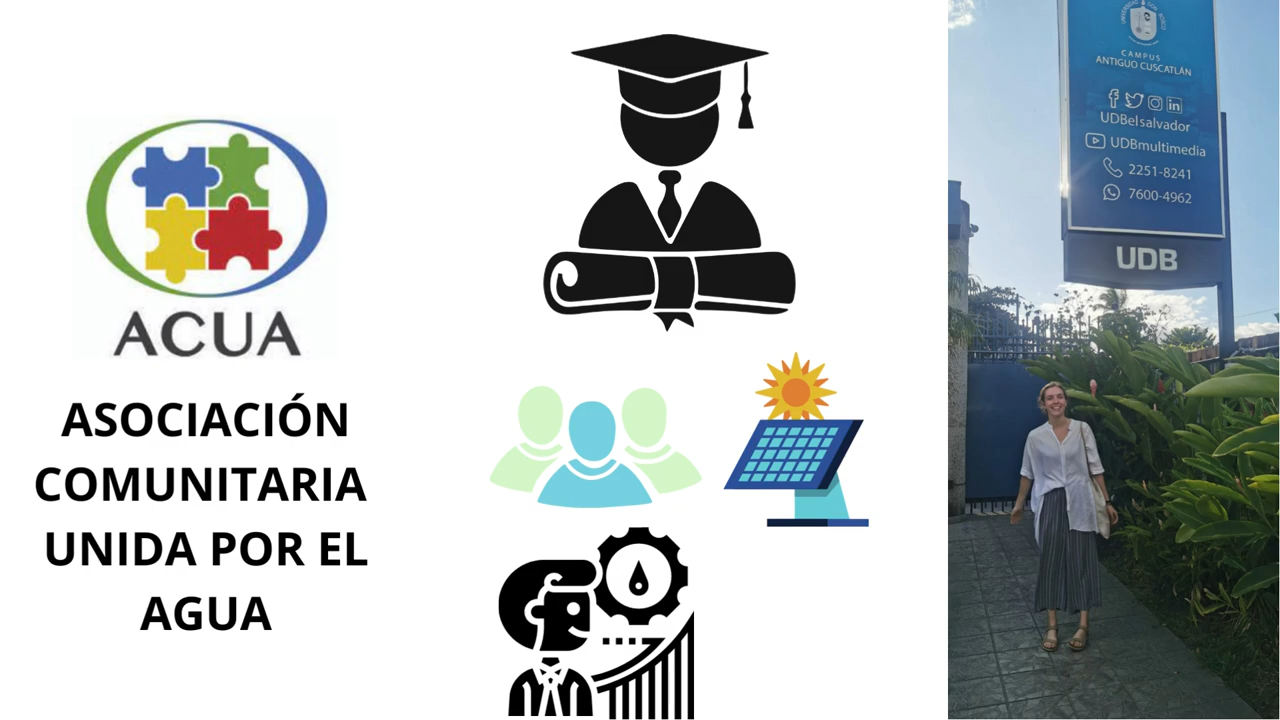 ACUA
ASOCIACIÓN
COMUNITARIA
UNIDA POR EL
AGUA
CAMPUS
ANTIGUO CUSCATLÁN
UDBelsalvador
UDBmultimedia
2251-8241
7600-4962
UDB